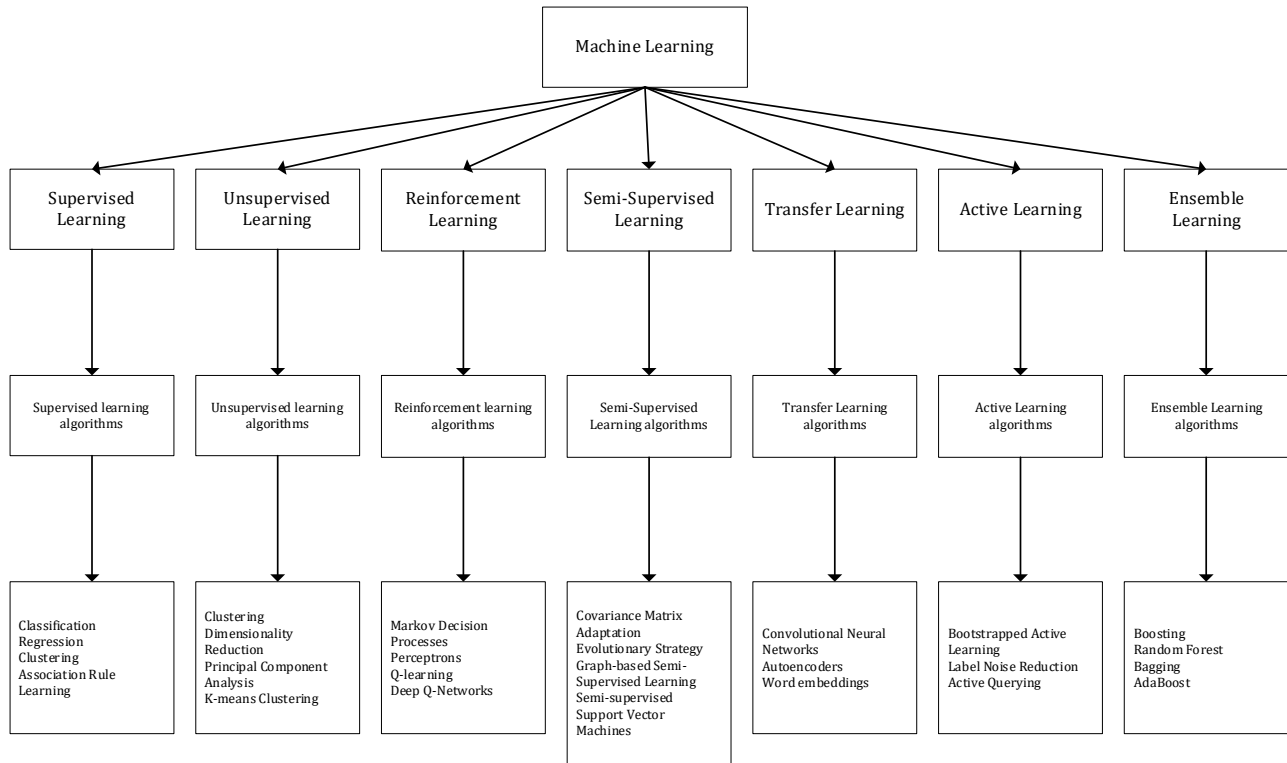 Machine Learning
Supervised
Learning
Unsupervised
Learning
Reinforcement
Learning
Semi-Supervised
Learning
Transfer Learning
Active Learning
Ensemble
Learning
Supervised learning
algorithms
Unsupervised learning
algorithms
Reinforcement learning
algorithms
Semi-Supervised
Learning algorithms
Transfer Learning
algorithms
Active Learning
algorithms
Ensemble Learning
algorithms
Classification
Regression
Clustering
Association Rule
Learning
Clustering
Dimensionality
Reduction
Principal Component
Analysis
K-means Clustering
Markov Decision
Processes
Perceptrons
Q-learning
Deep Q-Networks
Covariance Matrix
Adaptation
Evolutionary Strategy
Graph-based Semi-
Supervised Learning
Semi-supervised
Support Vector
Machines
Convolutional Neural
Networks
Autoencoders
Word embeddings
Bootstrapped Active
Learning
Label Noise Reduction
Active Querying
Boosting
Random Forest
Bagging
AdaBoost